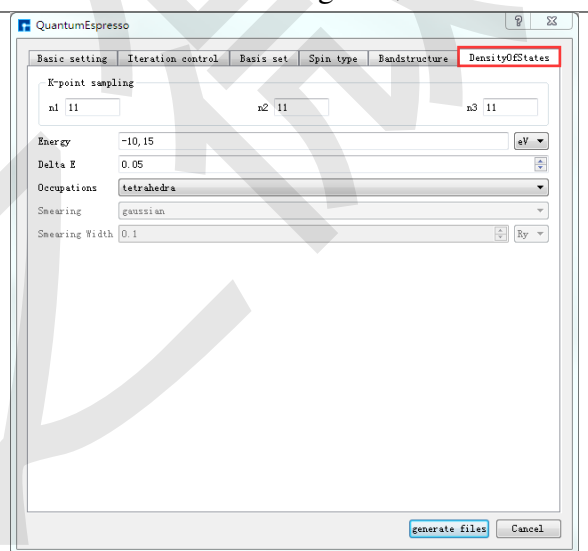 QuantumEspresso
Basic setting Iteration control Basis set Spin type Bandstructure DensityOfStates
K-point sampling
n1 11 n2 11 n3 11
Energy -10,15 eV
Delta E 0.05
Occupations tetrahedra
Smearing gaussian
Smearing Width 0.1 Ry
generate files Cancel